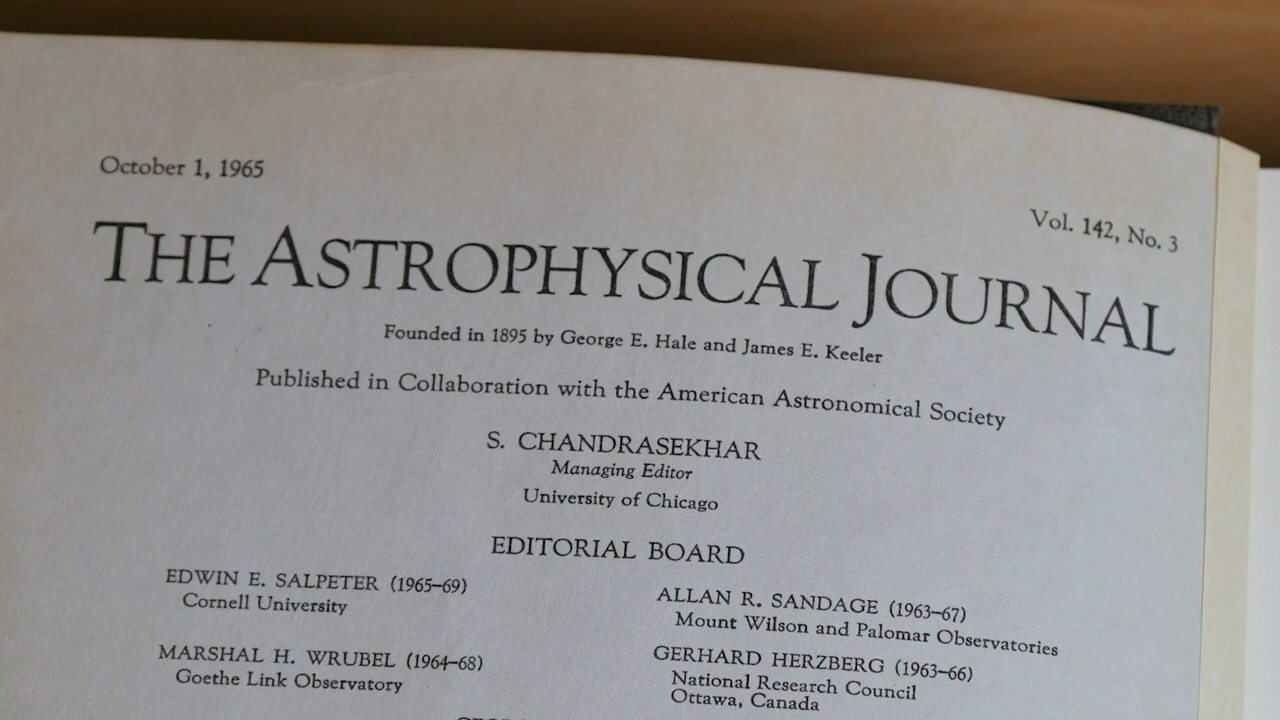 October 1, 1965
Vol. 142, No. 3
THE ASTROPHYSICAL JOURNAL
Founded in 1895 by George E. Hale and James E. Keeler
Published in Collaboration with the American Astronomical Society
S. CHANDRASEKHAR
Managing Editor
University of Chicago
EDITORIAL BOARD
EDWIN E. SALPETER (1965–69)
Cornell University
ALLAN R. SANDAGE (1963–67)
Mount Wilson and Palomar Observatories
MARSHAL H. WRUBEL (1964–68)
Goethe Link Observatory
GERHARD HERZBERG (1963–66)
National Research Council
Ottawa, Canada